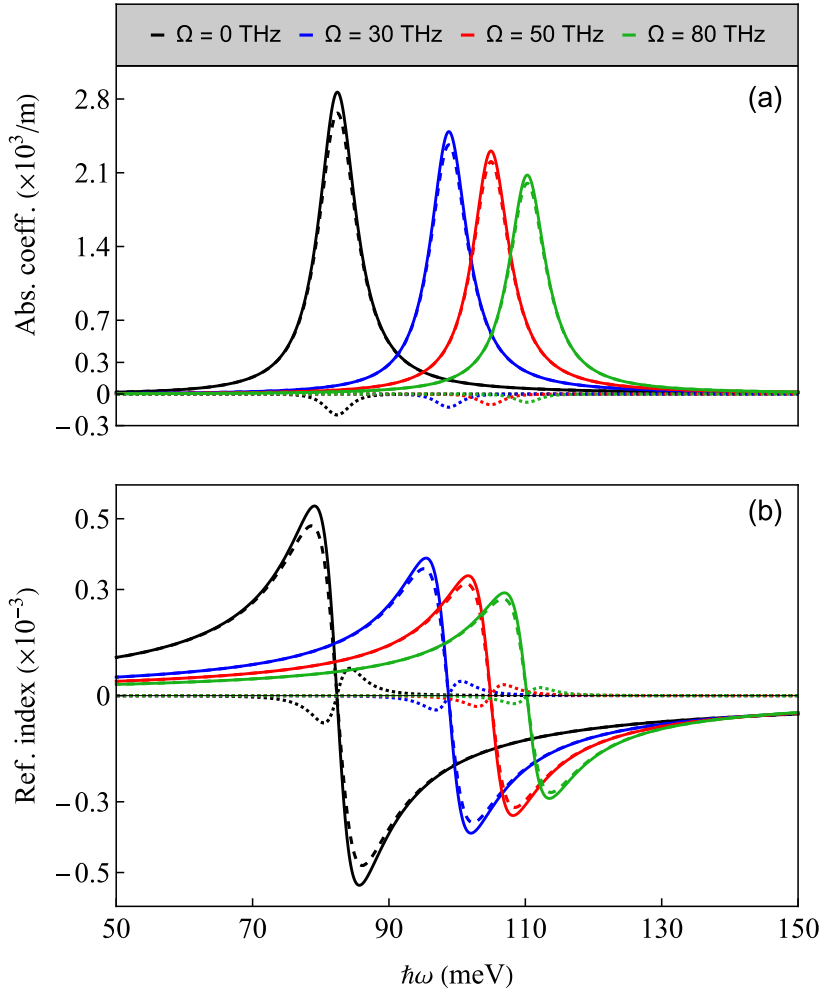 Ω = 0 THz Ω = 30 THz Ω = 50 THz Ω = 80 THz
(a)
2.8
2.1
1.4
0.7
0.3
0
−0.3
Abs. coeff. (×10³/m)
(b)
0.5
0.3
0
−0.3
−0.5
Ref. index (×10⁻³)
50 70 90 110 130 150
ℏω (meV)